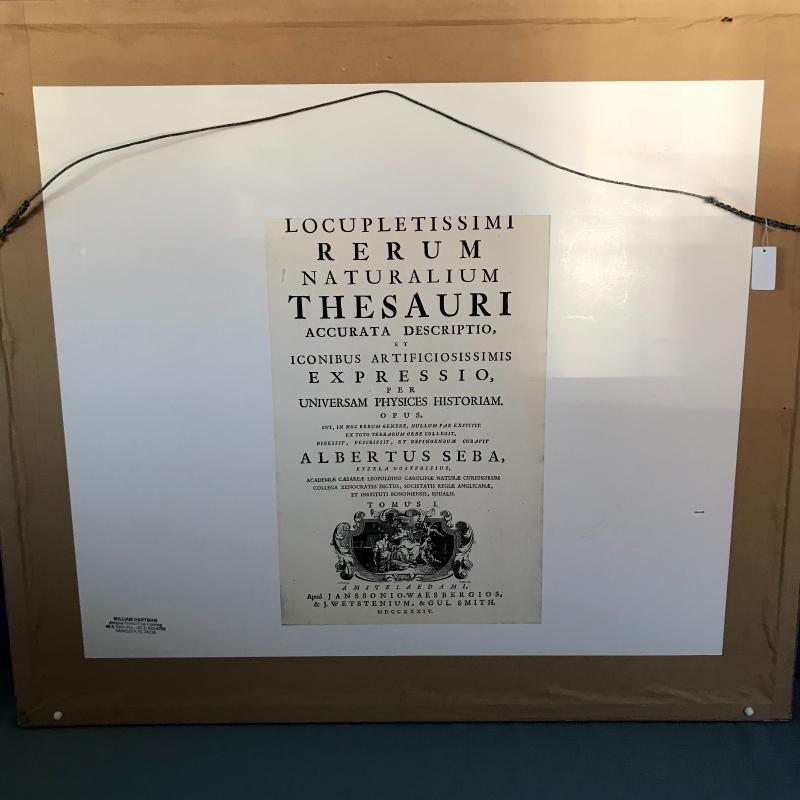 LOCUPLETISSIMI
RERUM
NATURALIUM
THESAURI
ACCURATA DESCRIPTIO,
ET
ICONIBUS ARTIFICIOSISSIMIS
EXPRESSIO,
PER
UNIVERSAM PHYSICES HISTORIAM.
OPUS,
CUI, IN HOC RERUM GENERE, NULLUM PAR EXSTITIT.
EX TOTO TERRARUM ORBE COLLEGIT,
DIGESSIT, DESCRIPSIT, ET DEPINGENDUM CURAVIT
ALBERTUS SEBA,
ETZELA OOSTFRISIUS,
ACADEMIÆ CÆSAREÆ LEOPOLDINO CAROLINÆ NATURÆ CURIOSORUM
COLLEGA XENOCRATES DICTUS; SOCIETATIS REGIÆ ANGLICANÆ,
ET INSTITUTI BONONIENSIS, SODALIS.
TOMUS I.
AMSTELAEDAMI,
Apud JANSSONIO-WAESBERGIOS,
& J. WETSTENIUM, & GUL. SMITH.
MDCCXXXIV.
WILLIAM HARTMAN
SARASOTA, FL